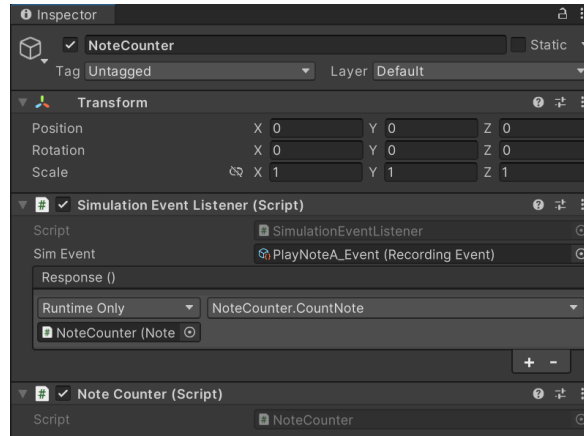 Inspector
NoteCounter Static
Tag Untagged Layer Default
Transform
Position X 0 Y 0 Z 0
Rotation X 0 Y 0 Z 0
Scale X 1 Y 1 Z 1
# Simulation Event Listener (Script)
Script # SimulationEventListener
Sim Event PlayNoteA_Event (Recording Event)
Response ()
Runtime Only NoteCounter.CountNote
# NoteCounter (Note
+ -
# Note Counter (Script)
Script # NoteCounter